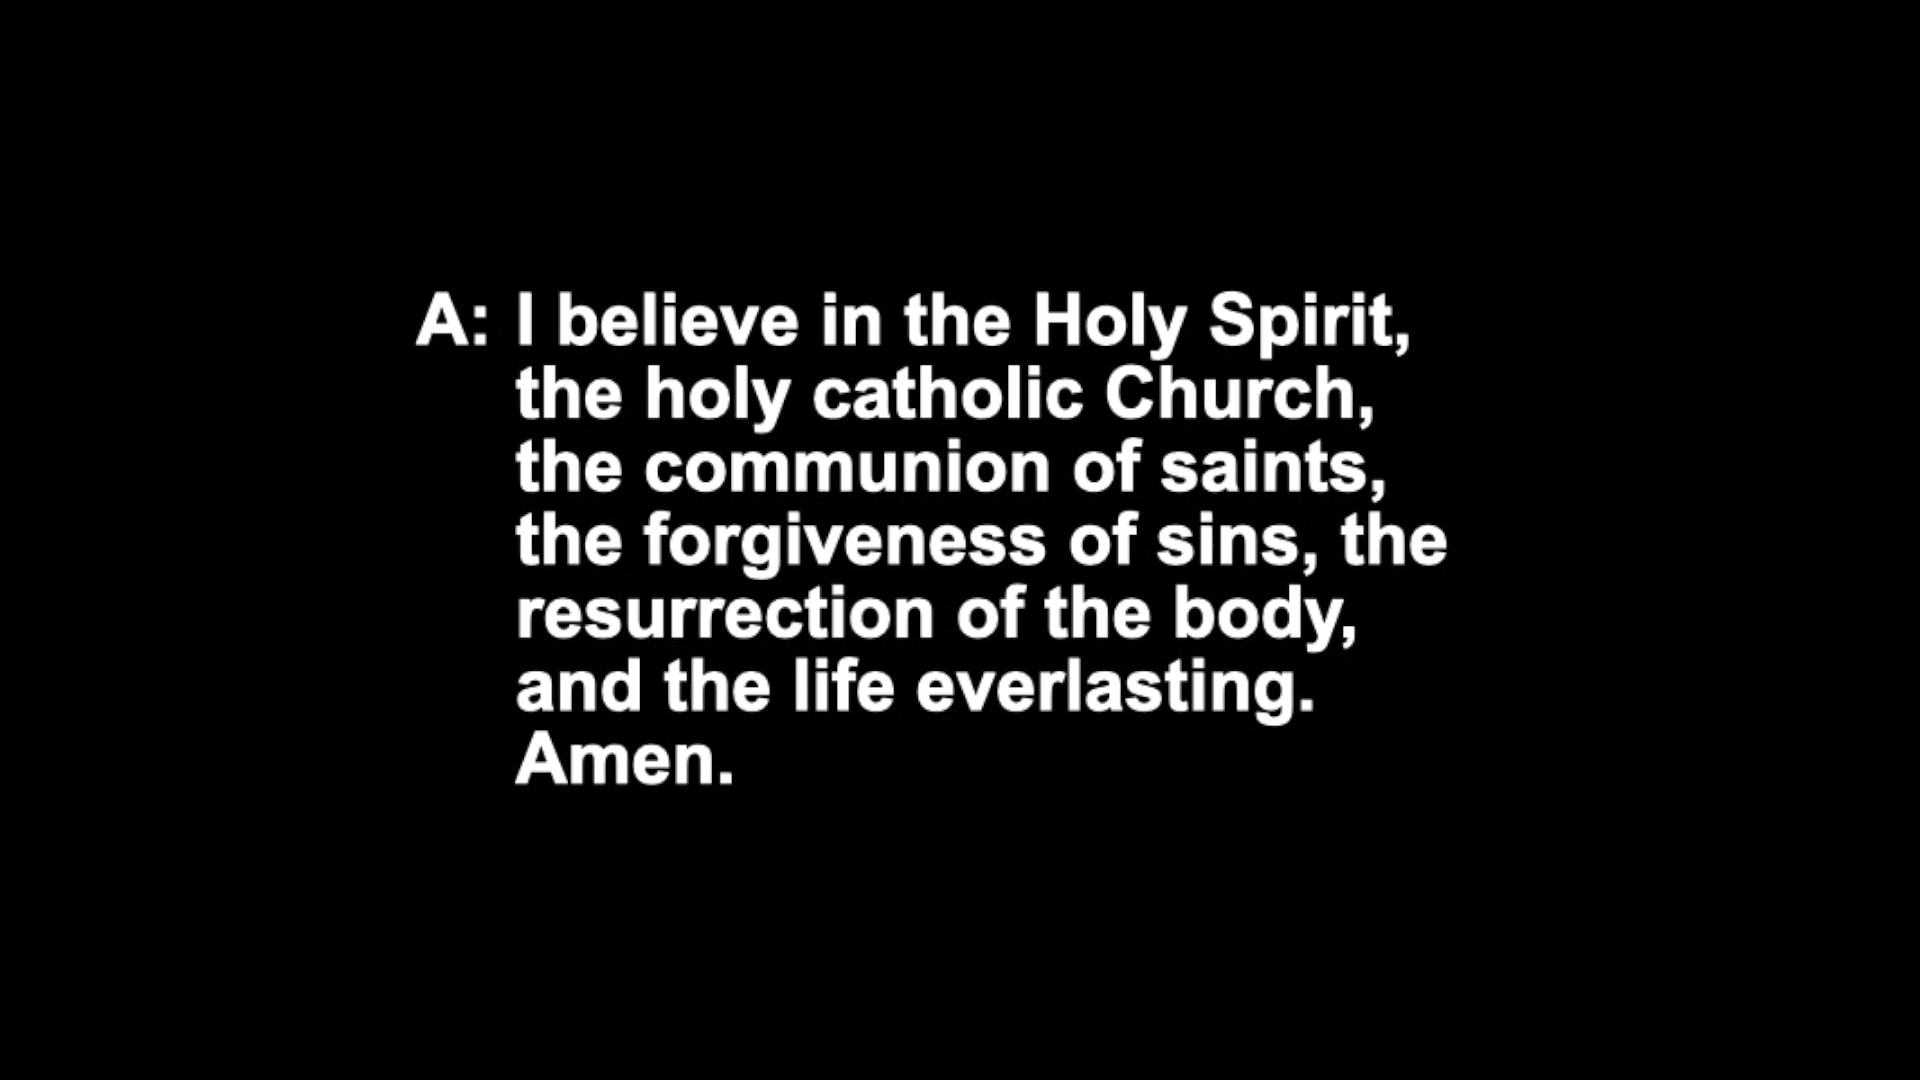 A: I believe in the Holy Spirit,
the holy catholic Church,
the communion of saints,
the forgiveness of sins, the
resurrection of the body,
and the life everlasting.
Amen.